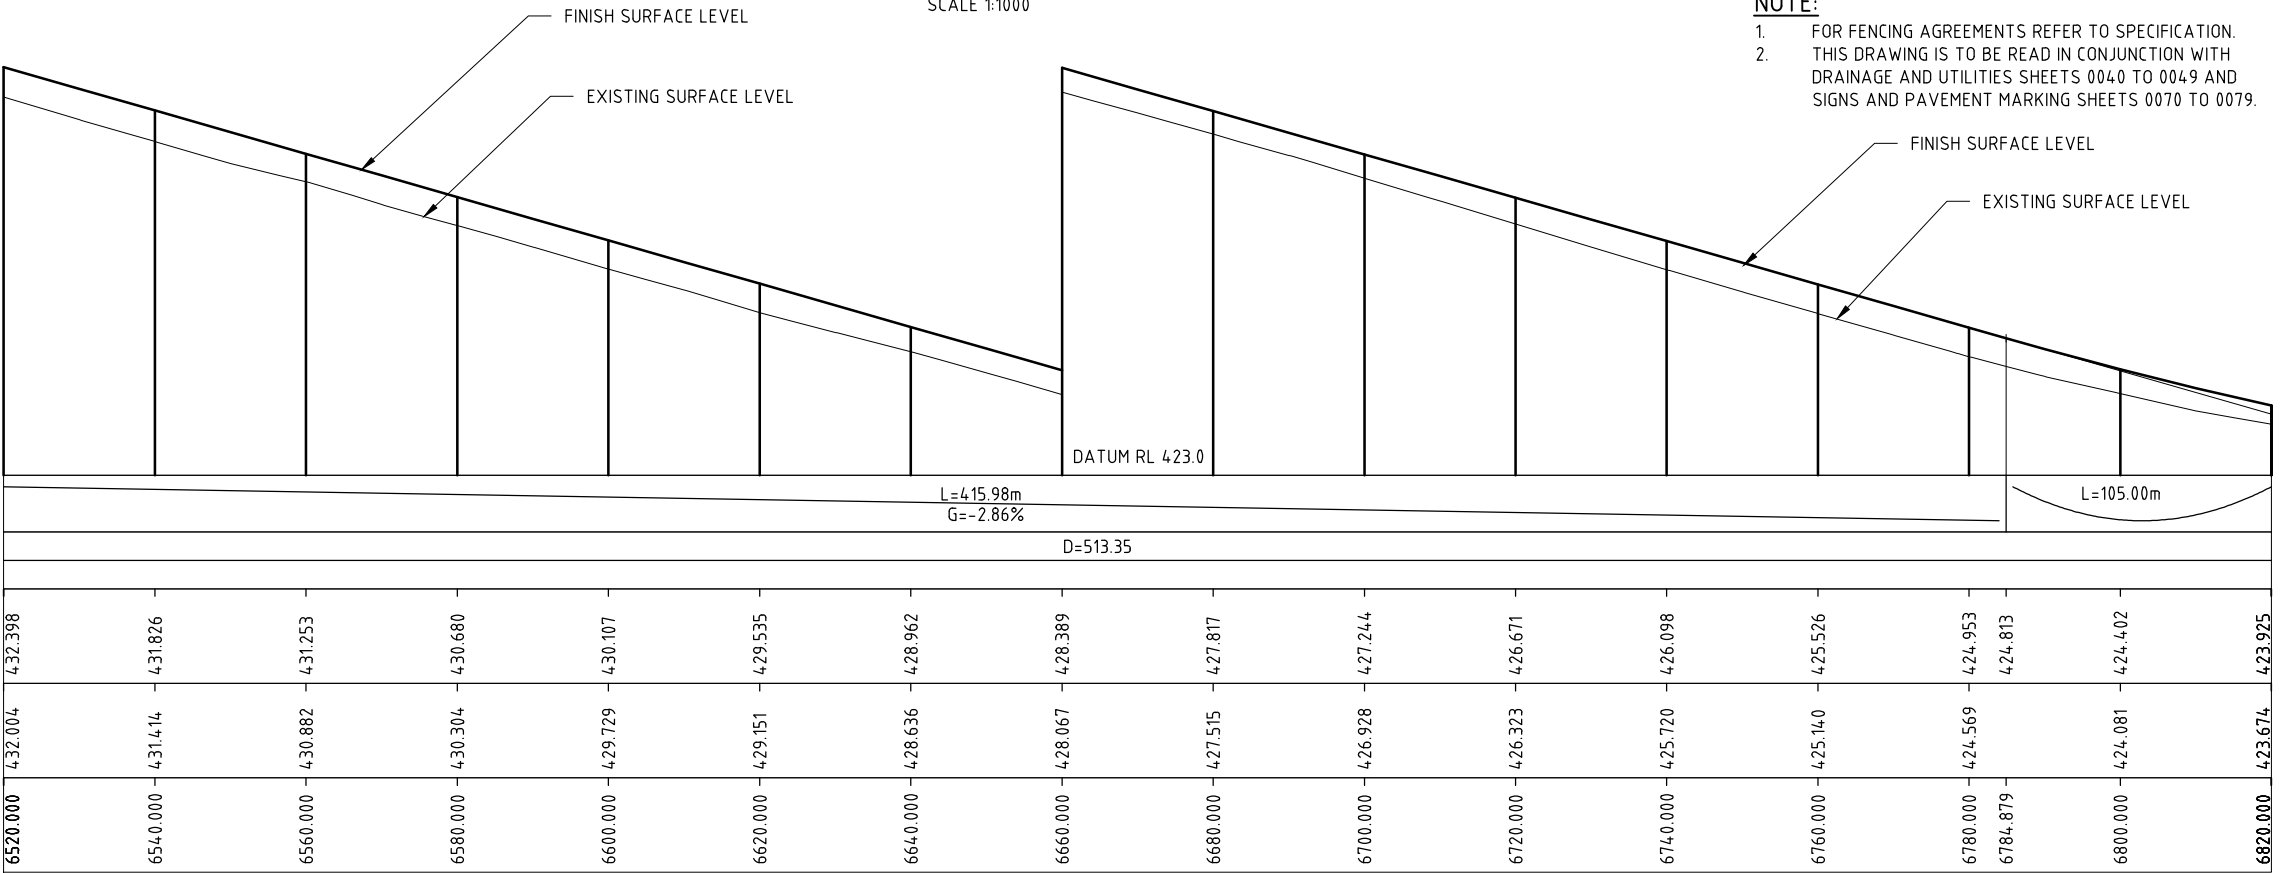 SCALE 1:1000
FINISH SURFACE LEVEL
EXISTING SURFACE LEVEL
NOTE:
1. FOR FENCING AGREEMENTS REFER TO SPECIFICATION.
2. THIS DRAWING IS TO BE READ IN CONJUNCTION WITH
DRAINAGE AND UTILITIES SHEETS 0040 TO 0049 AND
SIGNS AND PAVEMENT MARKING SHEETS 0070 TO 0079.
FINISH SURFACE LEVEL
EXISTING SURFACE LEVEL
DATUM RL 423.0
L=415.98m
G=-2.86%
L=105.00m
D=513.35
432.398 431.826 431.253 430.680 430.107 429.535 428.962 428.389 427.817 427.244 426.671 426.098 425.526 424.953 424.813 424.402 423.925
432.004 431.414 430.882 430.304 429.729 429.151 428.636 428.067 427.515 426.928 426.323 425.720 425.140 424.569 424.081 423.674
6520.000 6540.000 6560.000 6580.000 6600.000 6620.000 6640.000 6660.000 6680.000 6700.000 6720.000 6740.000 6760.000 6780.000 6784.879 6800.000 6820.000